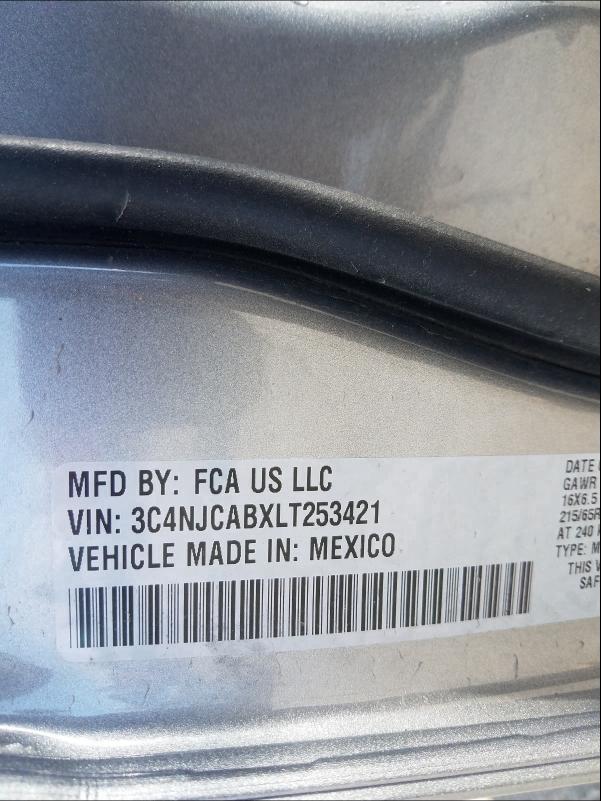 MFD BY: FCA US LLC
VIN: 3C4NJCABXLT253421
VEHICLE MADE IN: MEXICO
DATE
GAWR
16X6.5
215/65R
AT 240
TYPE:
THIS